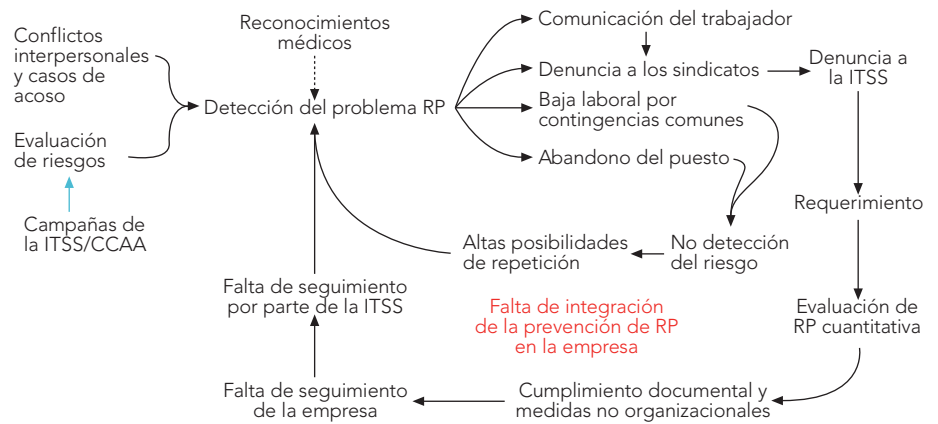 Conflictos
interpersonales
y casos de
acoso
Reconocimientos
médicos
Comunicación del trabajador
Denuncia a los sindicatos
Denuncia a
la ITSS
Detección del problema RP
Baja laboral por
contingencias comunes
Evaluación
de riesgos
Abandono del puesto
Campañas de
la ITSS/CCAA
Requerimiento
Altas posibilidades
de repetición
No detección
del riesgo
Falta de seguimiento
por parte de la ITSS
Falta de integración
de la prevención de RP
en la empresa
Evaluación de
RP cuantitativa
Falta de seguimiento
de la empresa
Cumplimiento documental y
medidas no organizacionales